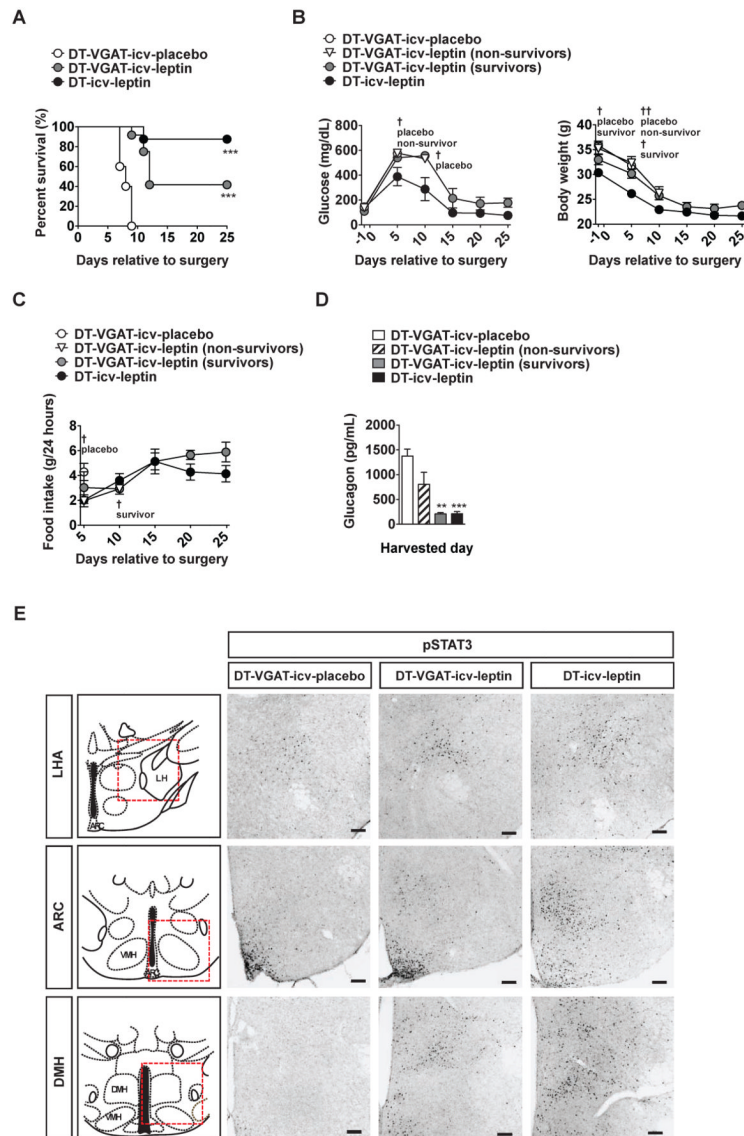 A
DT-VGAT-icv-placebo
DT-VGAT-icv-leptin
DT-icv-leptin
Percent survival (%)
100
80
60
40
20
0
***
***
0 5 10 15 20 25
Days relative to surgery
B
DT-VGAT-icv-placebo
DT-VGAT-icv-leptin (non-survivors)
DT-VGAT-icv-leptin (survivors)
DT-icv-leptin
Glucose (mg/dL)
800
600
400
200
0
†
placebo
non-survivor
† placebo
-1 0 5 10 15 20 25
Days relative to surgery
Body weight (g)
40
35
30
25
20
15
0
† ††
placebo placebo
survivor non-survivor
†
survivor
-1 0 5 10 15 20 25
Days relative to surgery
C
DT-VGAT-icv-placebo
DT-VGAT-icv-leptin (non-survivors)
DT-VGAT-icv-leptin (survivors)
DT-icv-leptin
Food intake (g/24 hours)
8
6
4
2
0
†
placebo
†
survivor
5 10 15 20 25
Days relative to surgery
D
DT-VGAT-icv-placebo
DT-VGAT-icv-leptin (non-survivors)
DT-VGAT-icv-leptin (survivors)
DT-icv-leptin
Glucagon (pg/mL)
2000
1500
1000
500
0
** ***
Harvested day
E
pSTAT3
DT-VGAT-icv-placebo DT-VGAT-icv-leptin DT-icv-leptin
LHA
LH
ARC
ARC
VMH
ARC
DMH
DMH
VMH